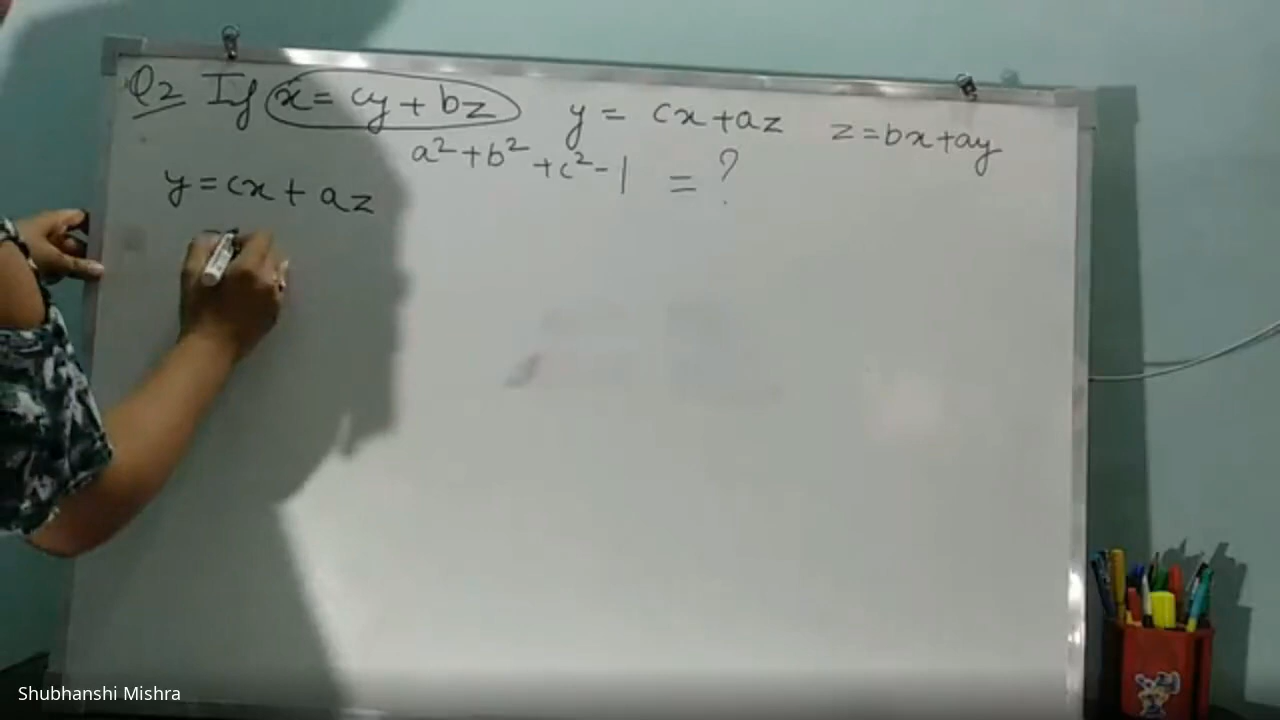 Q2 If x = cy + bz y = cx + az z = bx + ay
a² + b² + c² - 1 = ?
y = cx + az
Shubhanshi Mishra